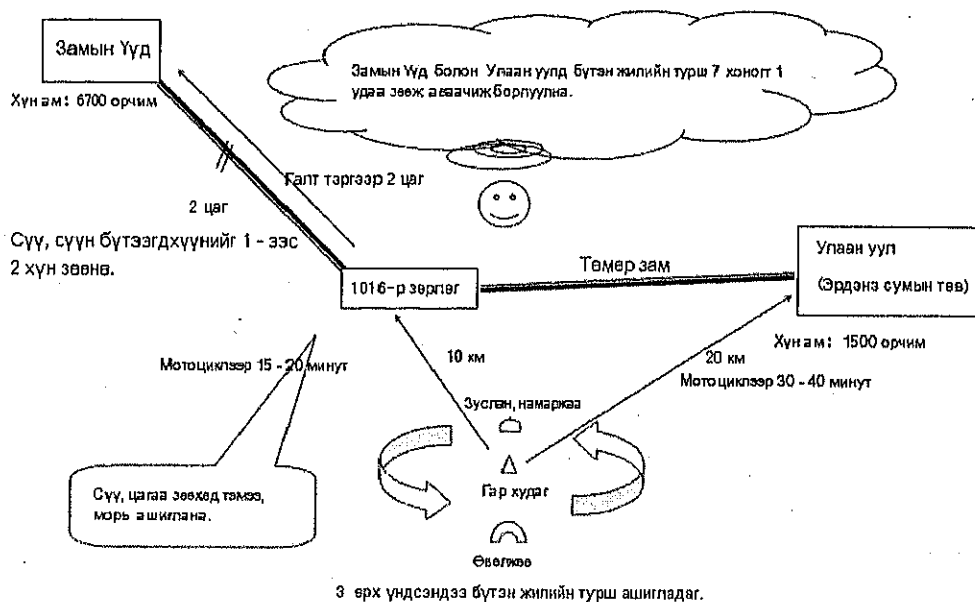 Замын Үүд
Хүн ам: 6700 орчим
Замын Үүд болон Улаан уулд бүтэн жилийн турш 7 хоногт 1
удаа зөөж аваачиж борлуулна.
Галт тэргээр 2 цаг
2 цаг
Сүү, сүүн бүтээгдхүүнийг 1 - ээс
2 хүн зөөнө.
1016-р зөрлөг
Төмөр зам
Улаан уул
(Эрдэнэ сумын төв)
Хүн ам: 1500 орчим
Мотоциклээр 15 - 20 минут
10 км
20 км
Мотоциклээр 30 - 40 минут
Зуслан, намаржаа
Гар худаг
Өвөлжөө
Сүү, цагаа зөөхөд тэмээ,
морь ашиглана.
3 өрх үндсэндээ бүтэн жилийн турш ашигладаг.